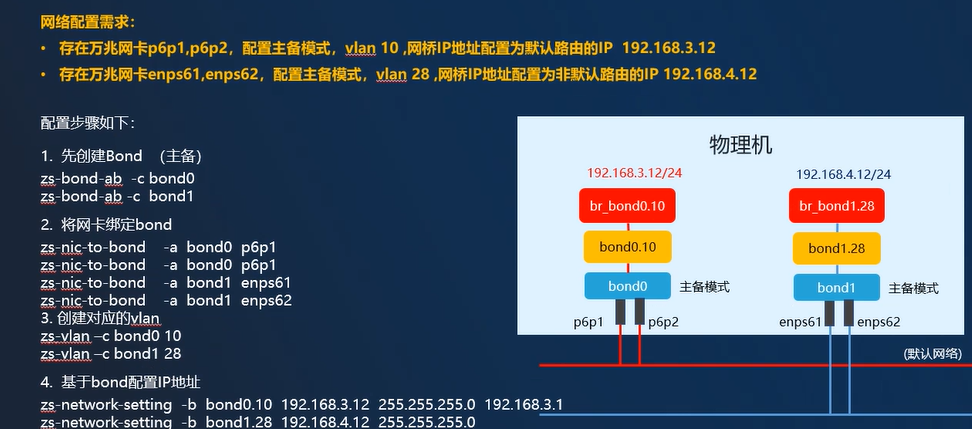 网络配置需求：
• 存在万兆网卡p6p1,p6p2，配置主备模式，vlan 10 ,网桥IP地址配置为默认路由的IP 192.168.3.12
• 存在万兆网卡enps61,enps62，配置主备模式，vlan 28 ,网桥IP地址配置为非默认路由的IP 192.168.4.12
配置步骤如下：
1. 先创建Bond （主备）
zs-bond-ab -c bond0
zs-bond-ab -c bond1
2. 将网卡绑定bond
zs-nic-to-bond -a bond0 p6p1
zs-nic-to-bond -a bond0 p6p1
zs-nic-to-bond -a bond1 enps61
zs-nic-to-bond -a bond1 enps62
3. 创建对应的vlan
zs-vlan –c bond0 10
zs-vlan –c bond1 28
4. 基于bond配置IP地址
zs-network-setting -b bond0.10 192.168.3.12 255.255.255.0 192.168.3.1
zs-network-setting -b bond1.28 192.168.4.12 255.255.255.0
物理机
192.168.3.12/24
192.168.4.12/24
br_bond0.10
br_bond1.28
bond0.10
bond1.28
bond0
主备模式
bond1
主备模式
p6p1
p6p2
enps61
enps62
(默认网络)